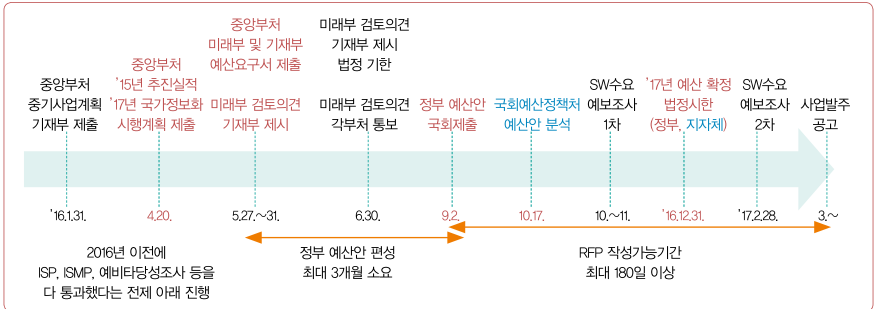 중앙부처
중기사업계획
기재부 제출
중앙부처
’15년 추진실적
’17년 국가정보화
시행계획 제출
중앙부처
미래부 및 기재부
예산요구서 제출
미래부 검토의견
기재부 제시
미래부 검토의견
기재부 제시
법정 기한
미래부 검토의견
각부처 통보
정부 예산안
국회제출
국회예산정책처
예산안 분석
SW수요
예보조사
1차
’17년 예산 확정
법정시한
(정부, 지자체)
SW수요
예보조사
2차
사업발주
공고
’16.1.31.
4.20.
5.27.~31.
6.30.
9.2.
10.17.
10.~11.
’16.12.31.
’17.2.28.
3.~
2016년 이전에
ISP, ISMP, 예비타당성조사 등을
다 통과했다는 전제 아래 진행
정부 예산안 편성
최대 3개월 소요
RFP 작성가능기간
최대 180일 이상